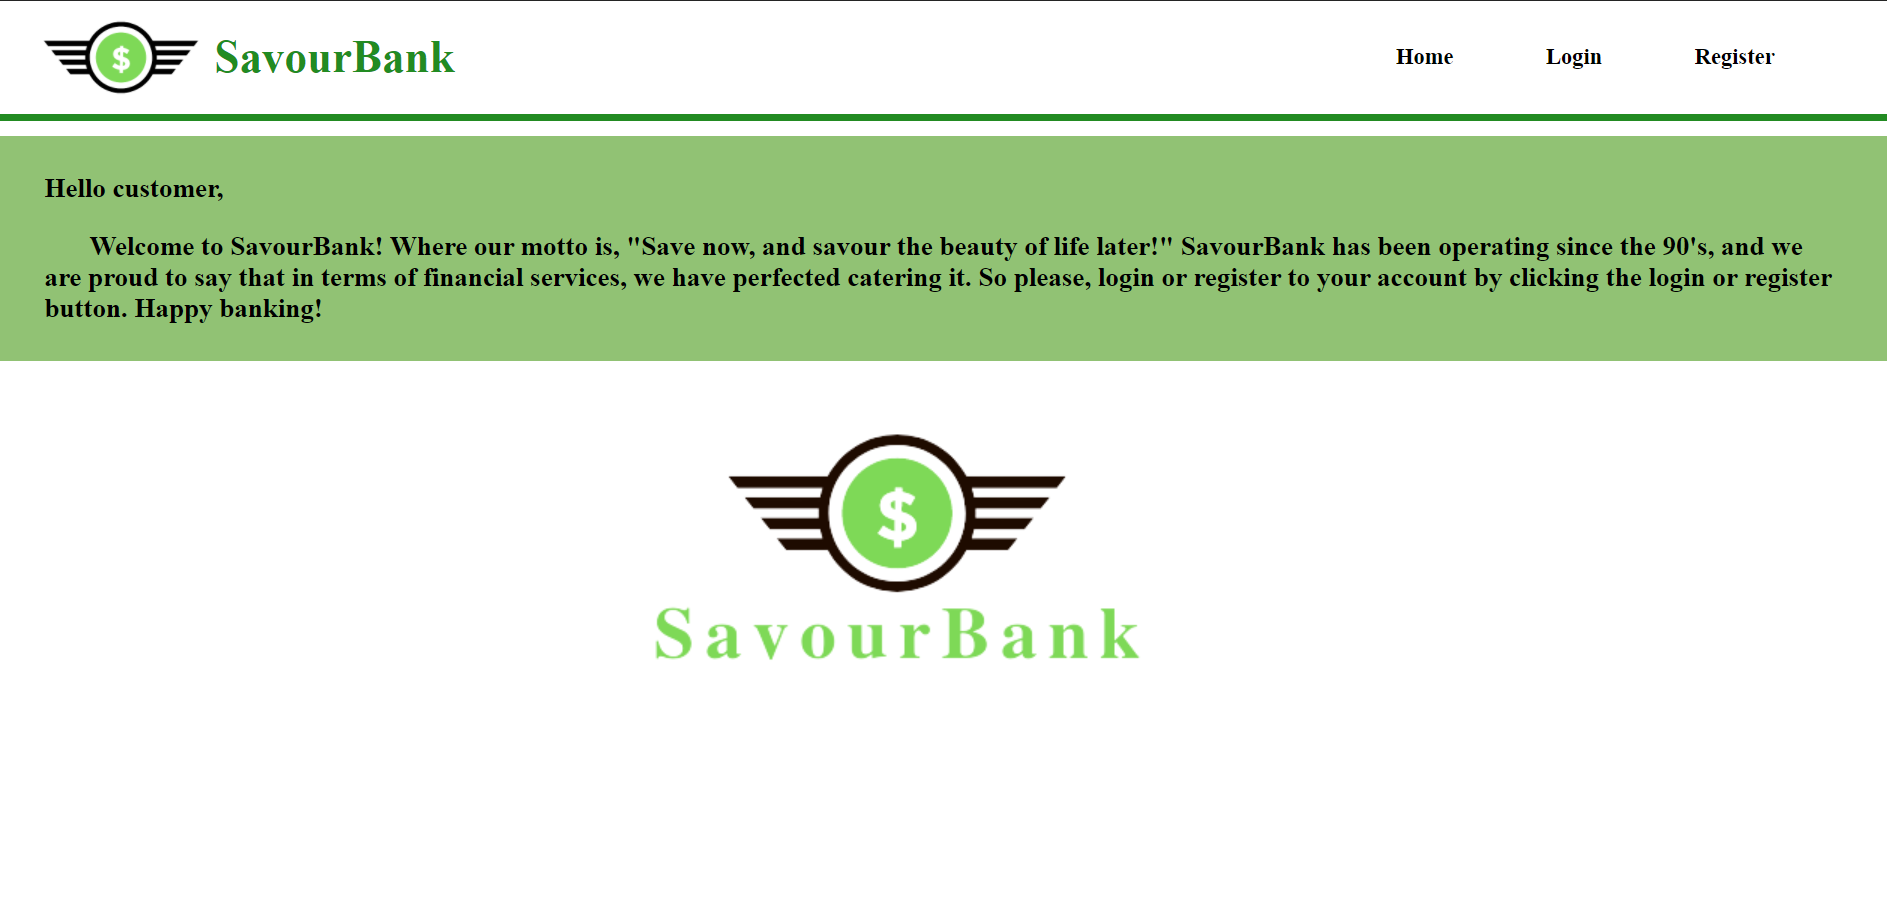 $ SavourBank Home Login Register
Hello customer,
Welcome to SavourBank! Where our motto is, "Save now, and savour the beauty of life later!" SavourBank has been operating since the 90's, and we
are proud to say that in terms of financial services, we have perfected catering it. So please, login or register to your account by clicking the login or register
button. Happy banking!
$
SavourBank